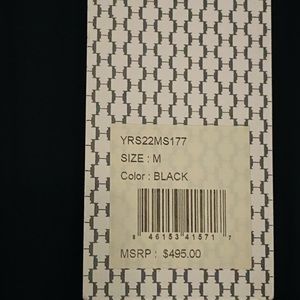 YRS22MS177
SIZE : M
Color : BLACK
8 46153 41571 7
MSRP : $495.00